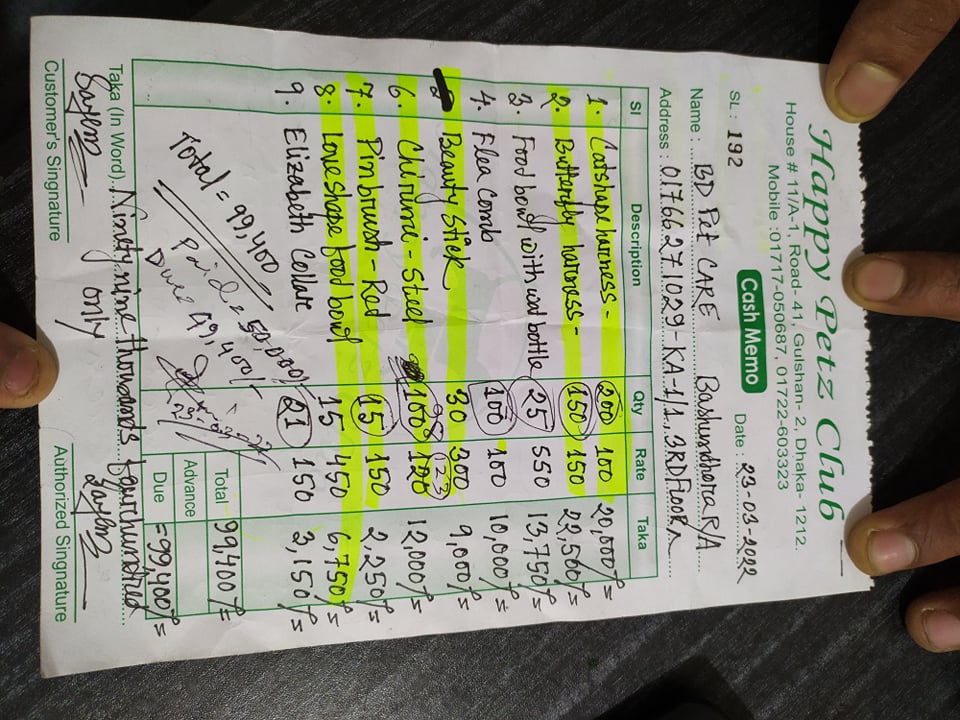 Happy Petz Club
House # 11/A-1, Road- 41, Gulshan- 2, Dhaka- 1212.
Mobile :01717-050687, 01722-603323
Cash Memo
SL : 192 Date : 23-03-2022
Name : BD Pet CARE Bashundhora R/A
Address : 01766271029-KA-1/1, 3RD FLOOR
Sl Description Qty Rate Taka
1. Catshape harness - 200 100 20,000/=
2. Butterfly harness - 150 150 22,500/=
3. Food bowl with wat bottle 25 550 13,750/=
4. Flea Comb 100 100 10,000/=
Beauty Stick 30 300 9,000/=
98 123
6. Chirumi - Steel 100 120 12,000/=
7. Pin brush - Red 15 150 2,250/=
8. Love shape food bowl 15 450 6,750/=
9. Elizabeth Collare 21 150 3,150/=
Total = 99,400
Paid = 50,000/-
Due = 49,400/-
23-03-22
Total 99,400/=
Advance
Due =99,400/=
Taka (In Word) Ninety nine thousands fourhundred
only
Sayem Sayem
Customer's Singnature Authorized Singnature